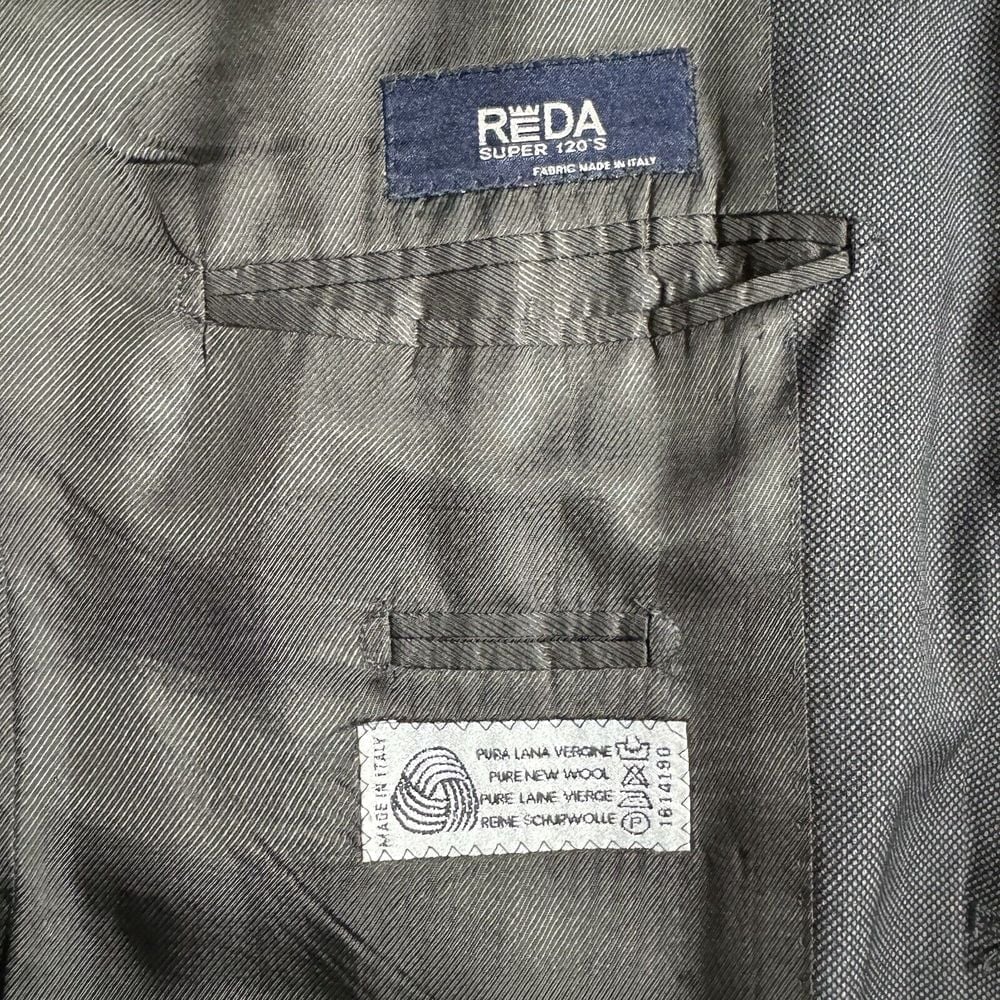 REDA
SUPER 120'S
FABRIC MADE IN ITALY
MADE IN ITALY
PURA LANA VERGINE
PURE NEW WOOL
PURE LAINE VIERGE
REINE SCHURWOLLE
P
1614190